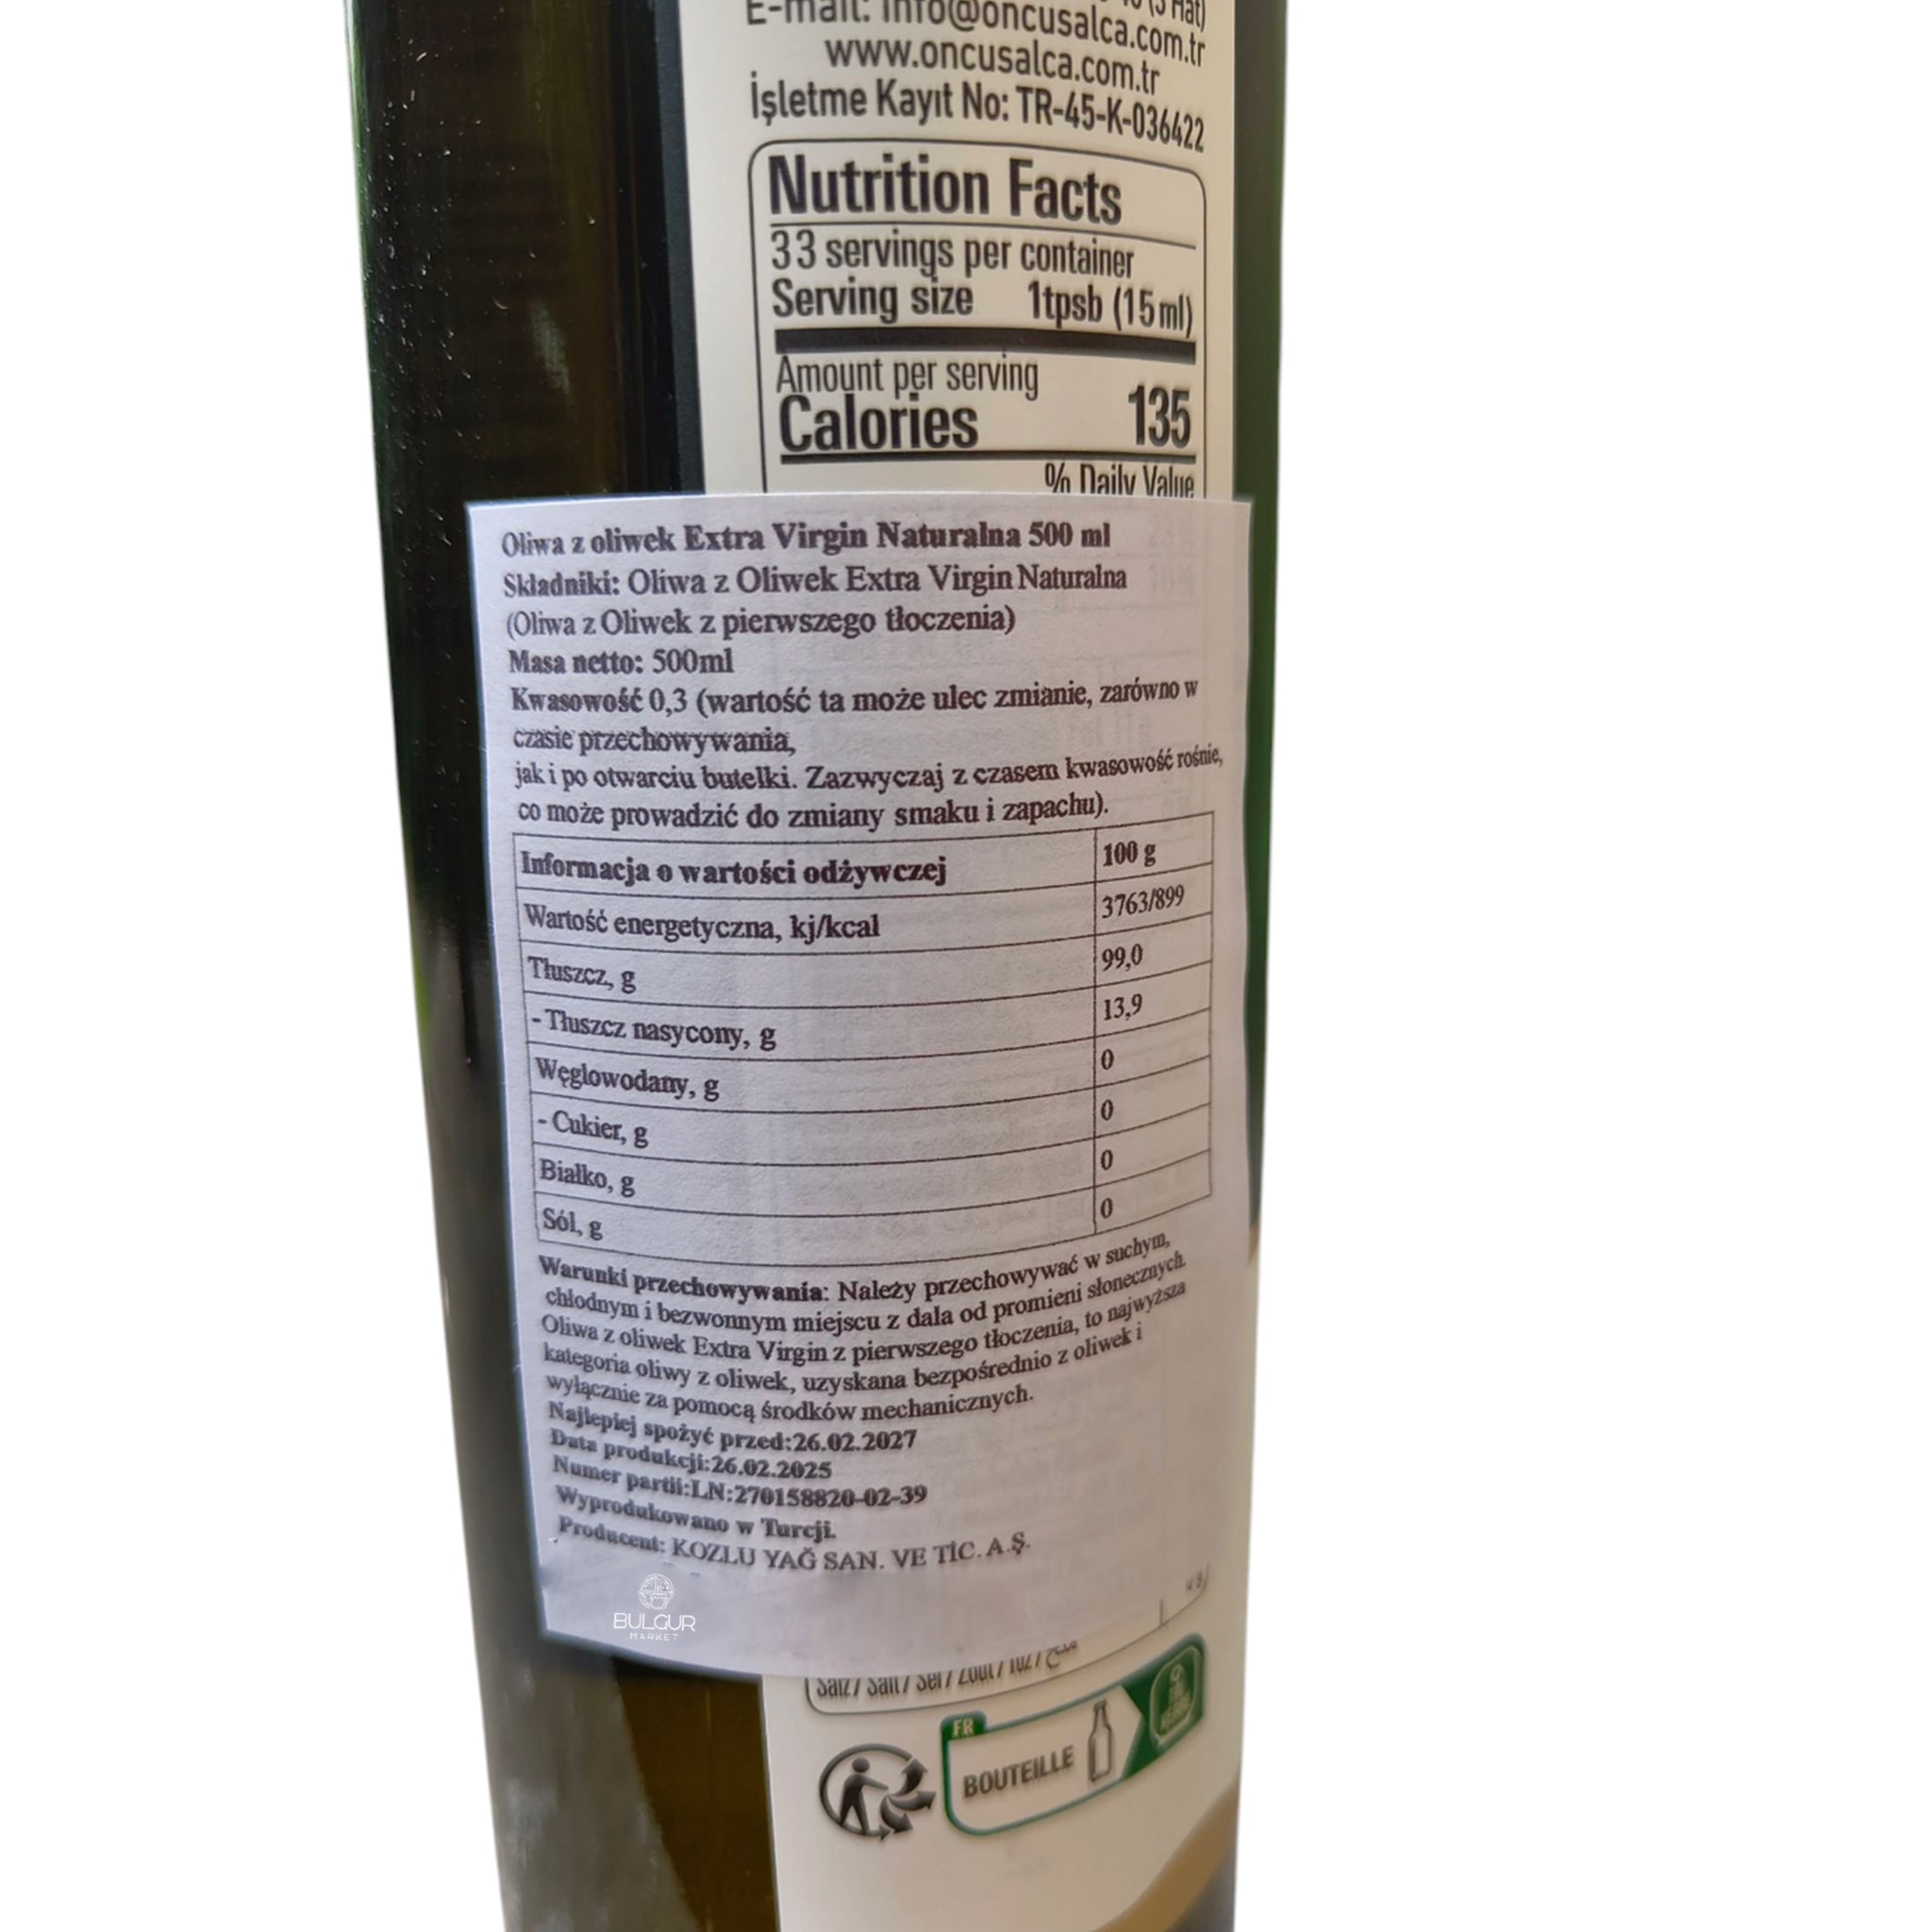 E-mail: info@oncusalca.com.tr
www.oncusalca.com.tr
İşletme Kayıt No: TR-45-K-036422
Nutrition Facts
33 servings per container
Serving size 1tpsb (15 ml)
Amount per serving
Calories 135
% Daily Value
Oliwa z oliwek Extra Virgin Naturalna 500 ml
Składniki: Oliwa z Oliwek Extra Virgin Naturalna
(Oliwa z Oliwek z pierwszego tłoczenia)
Masa netto: 500ml
Kwasowość 0,3 (wartość ta może ulec zmianie, zarówno w
czasie przechowywania,
jak i po otwarciu butelki. Zazwyczaj z czasem kwasowość rośnie,
co może prowadzić do zmiany smaku i zapachu).
Informacja o wartości odżywczej 100 g
Wartość energetyczna, kj/kcal 3763/899
Tłuszcz, g 99,0
- Tłuszcz nasycony, g 13,9
Węglowodany, g 0
- Cukier, g 0
Białko, g 0
Sól, g 0
Warunki przechowywania: Należy przechowywać w suchym,
chłodnym i bezwonnym miejscu z dala od promieni słonecznych.
Oliwa z oliwek Extra Virgin z pierwszego tłoczenia, to najwyższa
kategoria oliwy z oliwek, uzyskana bezpośrednio z oliwek i
wyłącznie za pomocą środków mechanicznych.
Najlepiej spożyć przed:26.02.2027
Data produkcji:26.02.2025
Numer partii:LN:270158820-02-39
Wyprodukowano w Turcji.
Producent: KOZLU YAĞ SAN. VE TİC. A.Ş.
BULGUR
MARKET
Salz / Salt / Sel / Zout / Tuz /
FR
BOUTEILLE